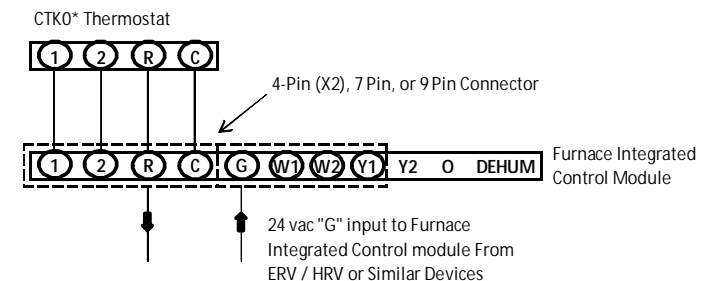 CTK0* Thermostat
1 2 R C
4-Pin (X2), 7 Pin, or 9 Pin Connector
1 2 R C G W1 W2 Y1 Y2 O DEHUM
Furnace Integrated
Control Module
24 vac "G" input to Furnace
Integrated Control module From
ERV / HRV or Similar Devices